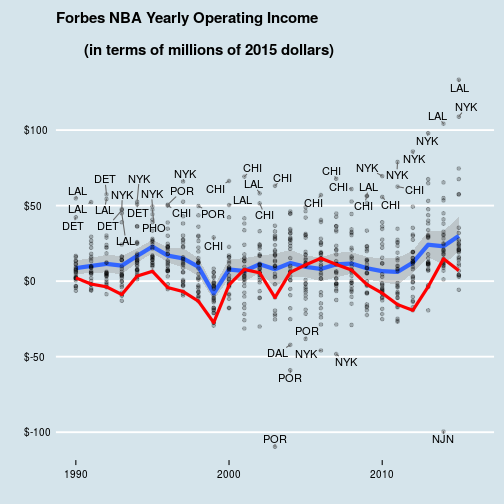 Forbes NBA Yearly Operating Income
(in terms of millions of 2015 dollars)
LAL
NYK
LAL
NYK
$100
NYK
NYK
NYK
CHI
NYK
CHI
NYK
DET
NYK
CHI
LAL
CHI
LAL
CHI
LAL
NYK
NYK
POR
CHI
LAL
CHI
$50
LAL
LAL
DET
CHI
POR
CHI
CHI
CHI
CHI
DET
DET
PHO
LAL
CHI
$0
POR
$-50
DAL
NYK
NYK
POR
$-100
POR
NJN
1990
2000
2010